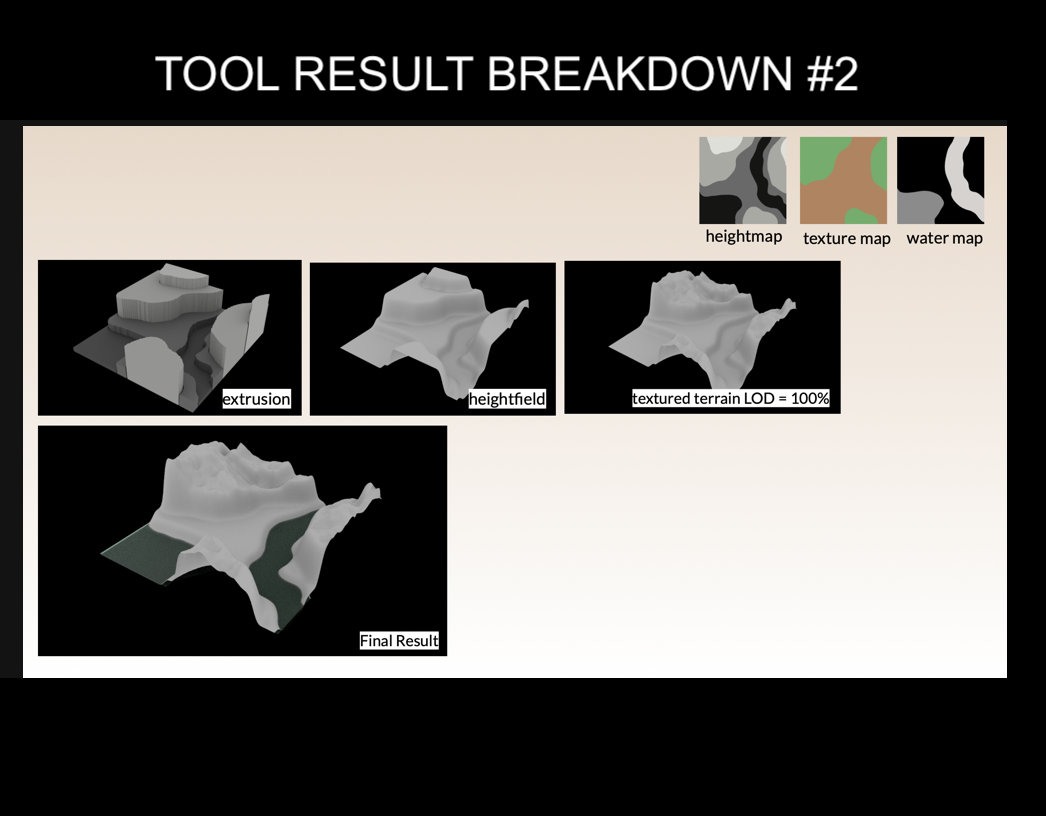 TOOL RESULT BREAKDOWN #2
heightmap
texture map
water map
extrusion
heightfield
textured terrain LOD = 100%
Final Result